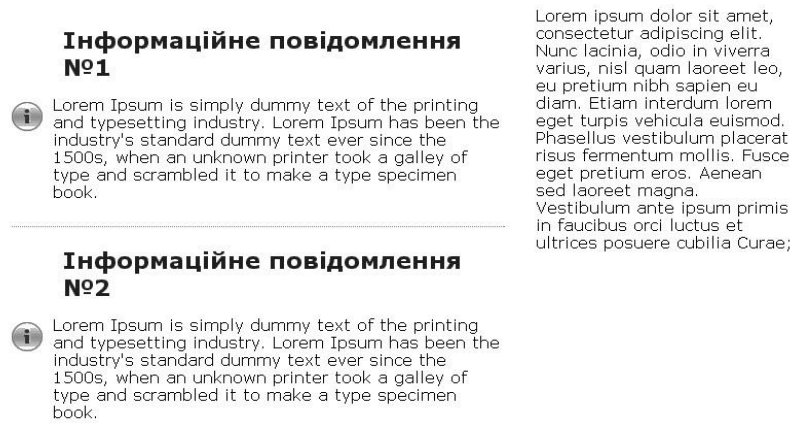 Інформаційне повідомлення
№1
Lorem Ipsum is simply dummy text of the printing
and typesetting industry. Lorem Ipsum has been the
industry's standard dummy text ever since the
1500s, when an unknown printer took a galley of
type and scrambled it to make a type specimen
book.
Інформаційне повідомлення
№2
Lorem Ipsum is simply dummy text of the printing
and typesetting industry. Lorem Ipsum has been the
industry's standard dummy text ever since the
1500s, when an unknown printer took a galley of
type and scrambled it to make a type specimen
book.
Lorem ipsum dolor sit amet,
consectetur adipiscing elit.
Nunc lacinia, odio in viverra
varius, nisl quam laoreet leo,
eu pretium nibh sapien eu
diam. Etiam interdum lorem
eget turpis vehicula euismod.
Phasellus vestibulum placerat
risus fermentum mollis. Fusce
eget pretium eros. Aenean
sed laoreet magna.
Vestibulum ante ipsum primis
in faucibus orci luctus et
ultrices posuere cubilia Curae;